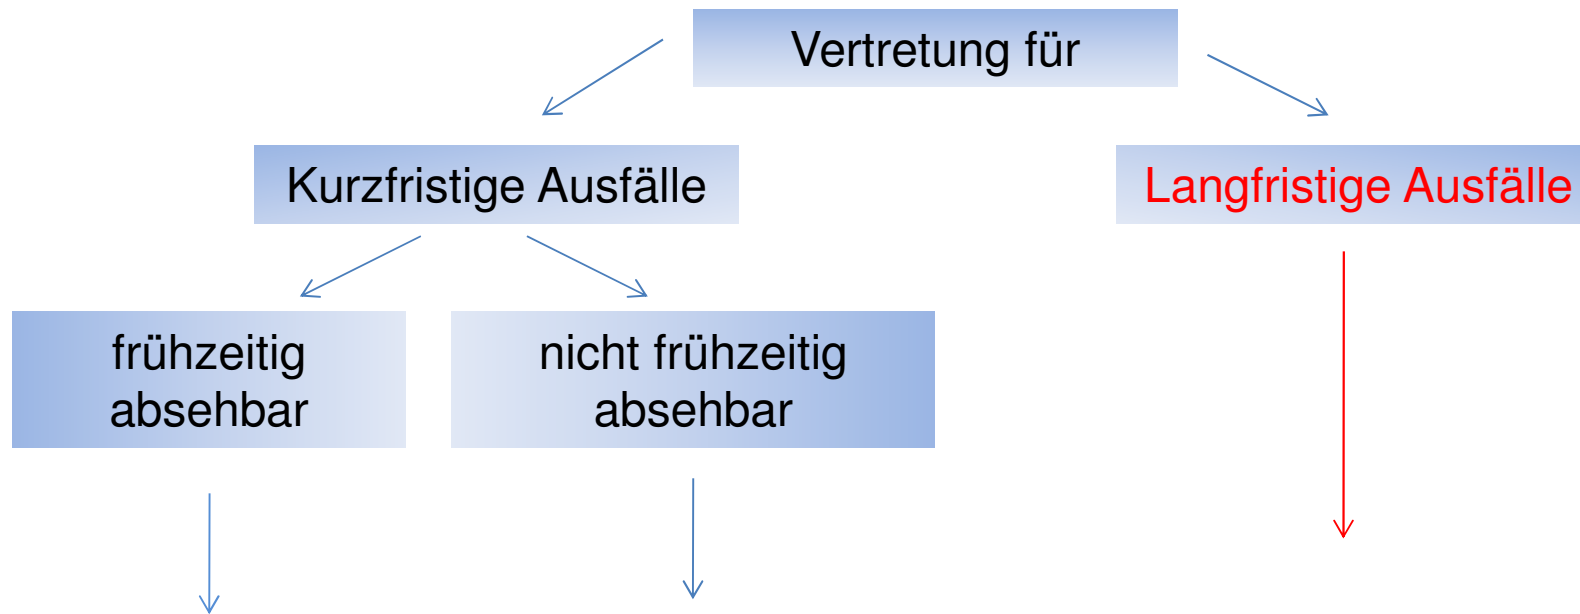 Vertretung für
Kurzfristige Ausfälle
Langfristige Ausfälle
frühzeitig
absehbar
nicht frühzeitig
absehbar